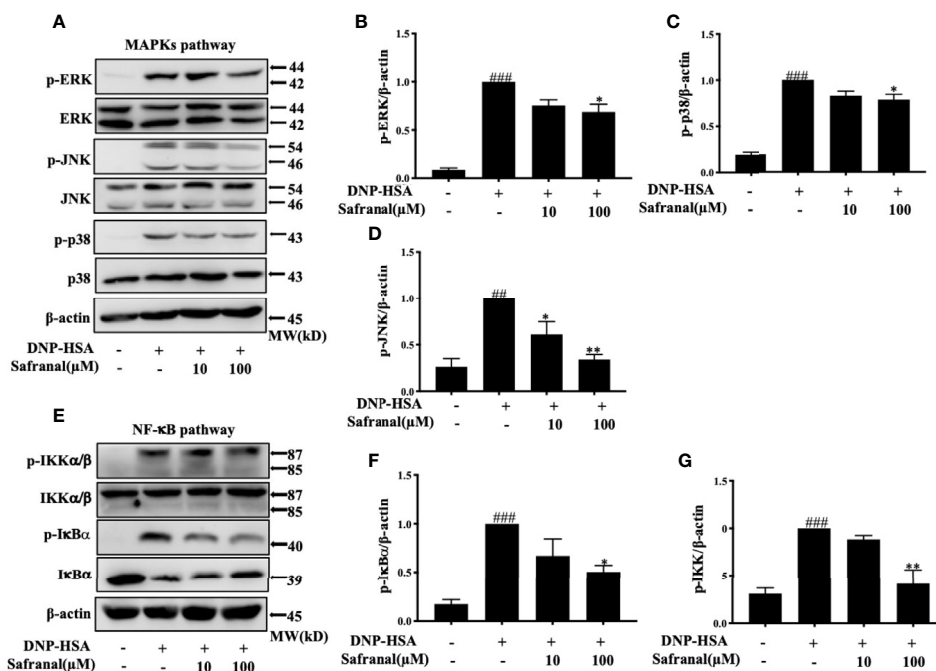 A
MAPKs pathway
p-ERK 44
42
ERK 44
42
p-JNK 54
46
JNK 54
46
p-p38 43
p38 43
β-actin 45
MW(kD)
DNP-HSA - + + +
Safranal(μM) - - 10 100
B
p-ERK/β-actin
1.5
1.0
0.5
0.0
###
*
DNP-HSA - + + +
Safranal(μM) - - 10 100
C
p-p38/β-actin
1.5
1.0
0.5
0.0
###
*
DNP-HSA - + + +
Safranal(μM) - - 10 100
D
p-JNK/β-actin
1.5
1.0
0.5
0.0
##
*
**
DNP-HSA - + + +
Safranal(μM) - - 10 100
E
NF-κB pathway
p-IKKα/β 87
85
IKKα/β 87
85
p-IκBα 40
IκBα 39
β-actin 45
MW(kD)
DNP-HSA - + + +
Safranal(μM) - - 10 100
F
p-IκBα/β-actin
1.5
1.0
0.5
0.0
###
*
DNP-HSA - + + +
Safranal(μM) - - 10 100
G
p-IKK/β-actin
5
0
5
0
###
**
DNP-HSA - + + +
Safranal(μM) - - 10 100